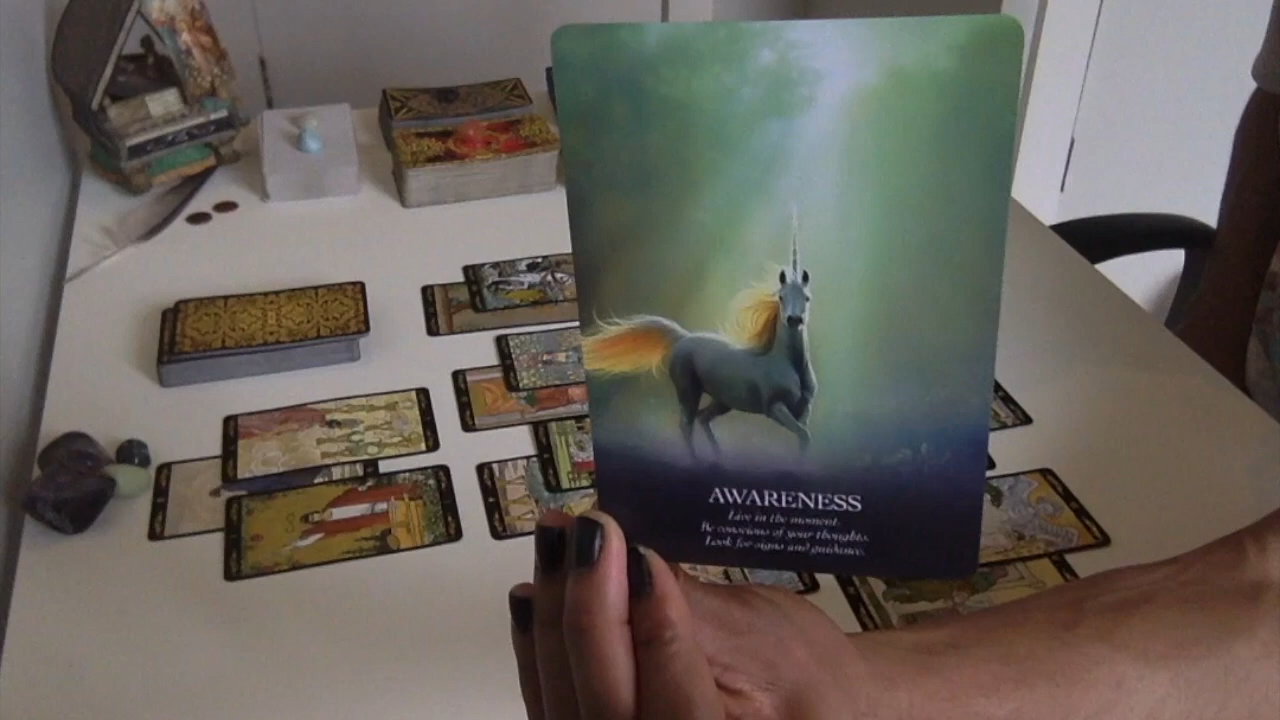 AWARENESS
Live in the moment.
Be conscious of your thoughts.
Look for signs and guidance.